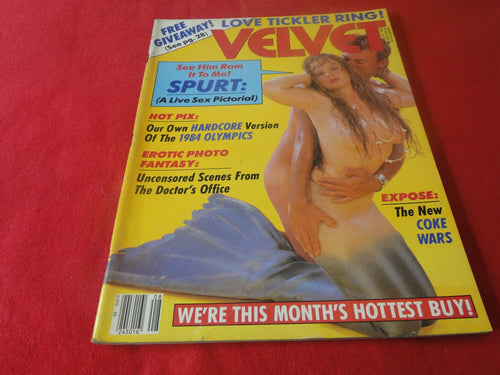 FREE
GIVEAWAY!
(See pg. 28)
LOVE TICKLER RING!
VELVET
See Him Ram
It To Me!
SPURT:
(A Live Sex Pictorial)
HOT PIX:
Our Own HARDCORE Version
Of The 1984 OLYMPICS
EROTIC PHOTO
FANTASY:
Uncensored Scenes From
The Doctor's Office
EXPOSE:
The New
COKE
WARS
08
WE'RE THIS MONTH'S HOTTEST BUY!